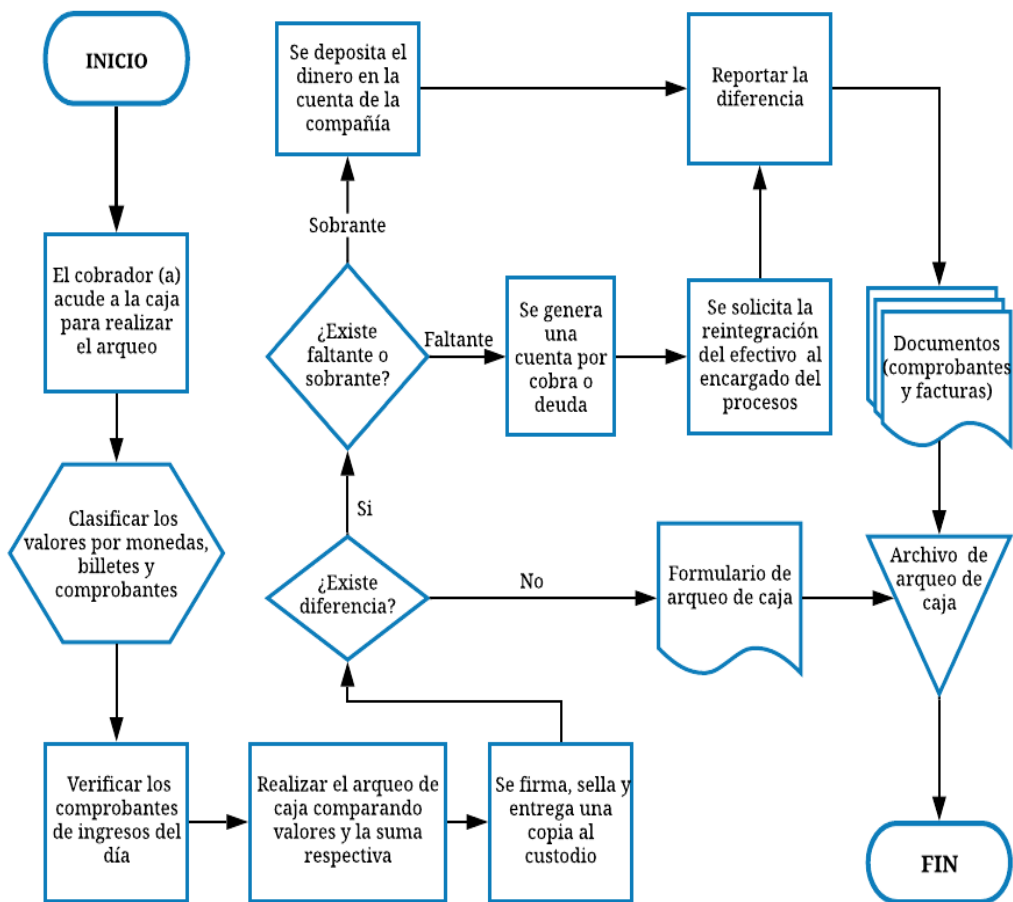 INICIO
El cobrador (a)
acude a la caja
para realizar
el arqueo
Clasificar los
valores por monedas,
billetes y
comprobantes
Verificar los
comprobantes
de ingresos del
día
Realizar el arqueo de
caja comparando
valores y la suma
respectiva
Se firma, sella y
entrega una
copia al
custodio
¿Existe
diferencia?
Si
No
¿Existe
faltante o
sobrante?
Sobrante
Faltante
Se deposita el
dinero en la
cuenta de la
compañía
Se genera
una
cuenta por
cobra o
deuda
Se solicita la
reintegración
del efectivo al
encargado del
procesos
Reportar la
diferencia
Documentos
(comprobantes
y facturas)
Formulario de
arqueo de caja
Archivo de
arqueo de
caja
FIN